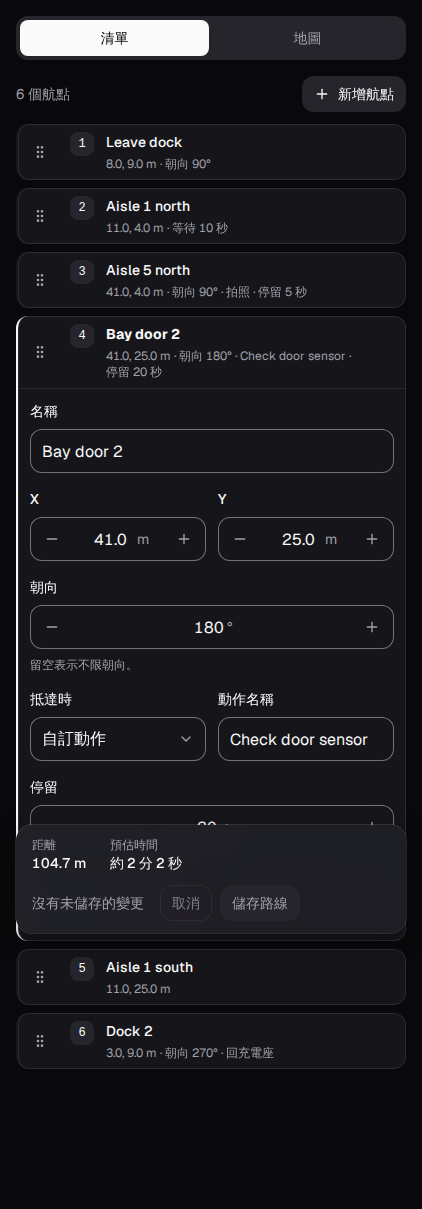 清單
地圖
6 個航點
新增航點
1
Leave dock
8.0, 9.0 m · 朝向 90°
2
Aisle 1 north
11.0, 4.0 m · 等待 10 秒
3
Aisle 5 north
41.0, 4.0 m · 朝向 90° · 拍照 · 停留 5 秒
4
Bay door 2
41.0, 25.0 m · 朝向 180° · Check door sensor ·
停留 20 秒
名稱
Bay door 2
X
Y
41.0 m
25.0 m
朝向
180 °
留空表示不限朝向。
抵達時
動作名稱
自訂動作
Check door sensor
停留
距離
預估時間
104.7 m
約 2 分 2 秒
沒有未儲存的變更
取消
儲存路線
5
Aisle 1 south
11.0, 25.0 m
6
Dock 2
3.0, 9.0 m · 朝向 270° · 回充電座